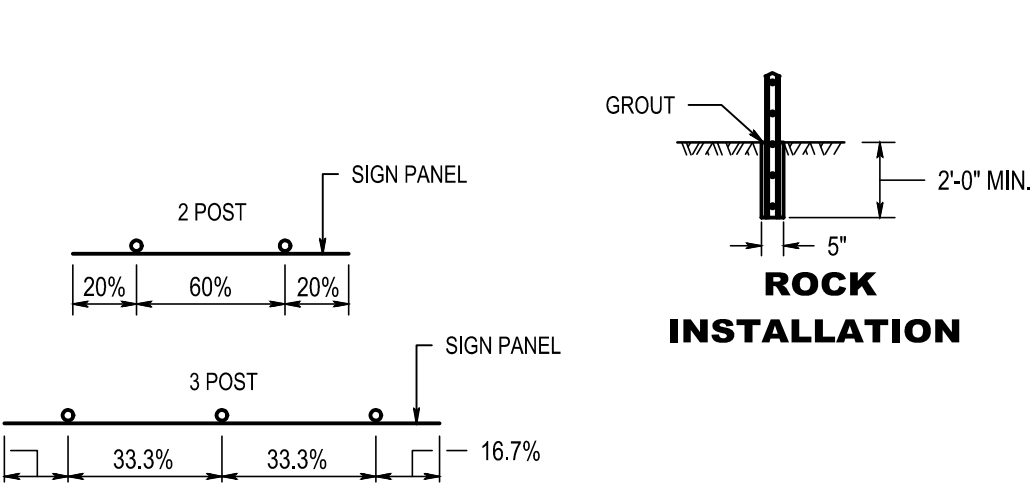 GROUT
2'-0" MIN.
5"
ROCK
INSTALLATION
SIGN PANEL
2 POST
20% 60% 20%
SIGN PANEL
3 POST
33.3% 33.3% 16.7%